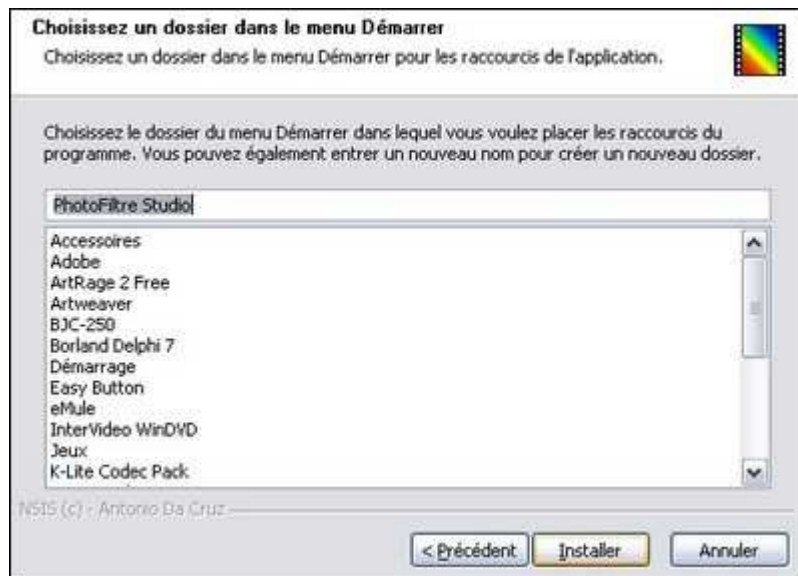 Choisissez un dossier dans le menu Démarrer
Choisissez un dossier dans le menu Démarrer pour les raccourcis de l'application.
Choisissez le dossier du menu Démarrer dans lequel vous voulez placer les raccourcis du
programme. Vous pouvez également entrer un nouveau nom pour créer un nouveau dossier.
PhotoFiltre Studio
Accessoires
Adobe
ArtRage 2 Free
Artweaver
BJC-250
Borland Delphi 7
Démarrage
Easy Button
eMule
InterVideo WinDVD
Jeux
K-Lite Codec Pack
NSIS (c) - Antonio Da Cruz
< Précédent
Installer
Annuler